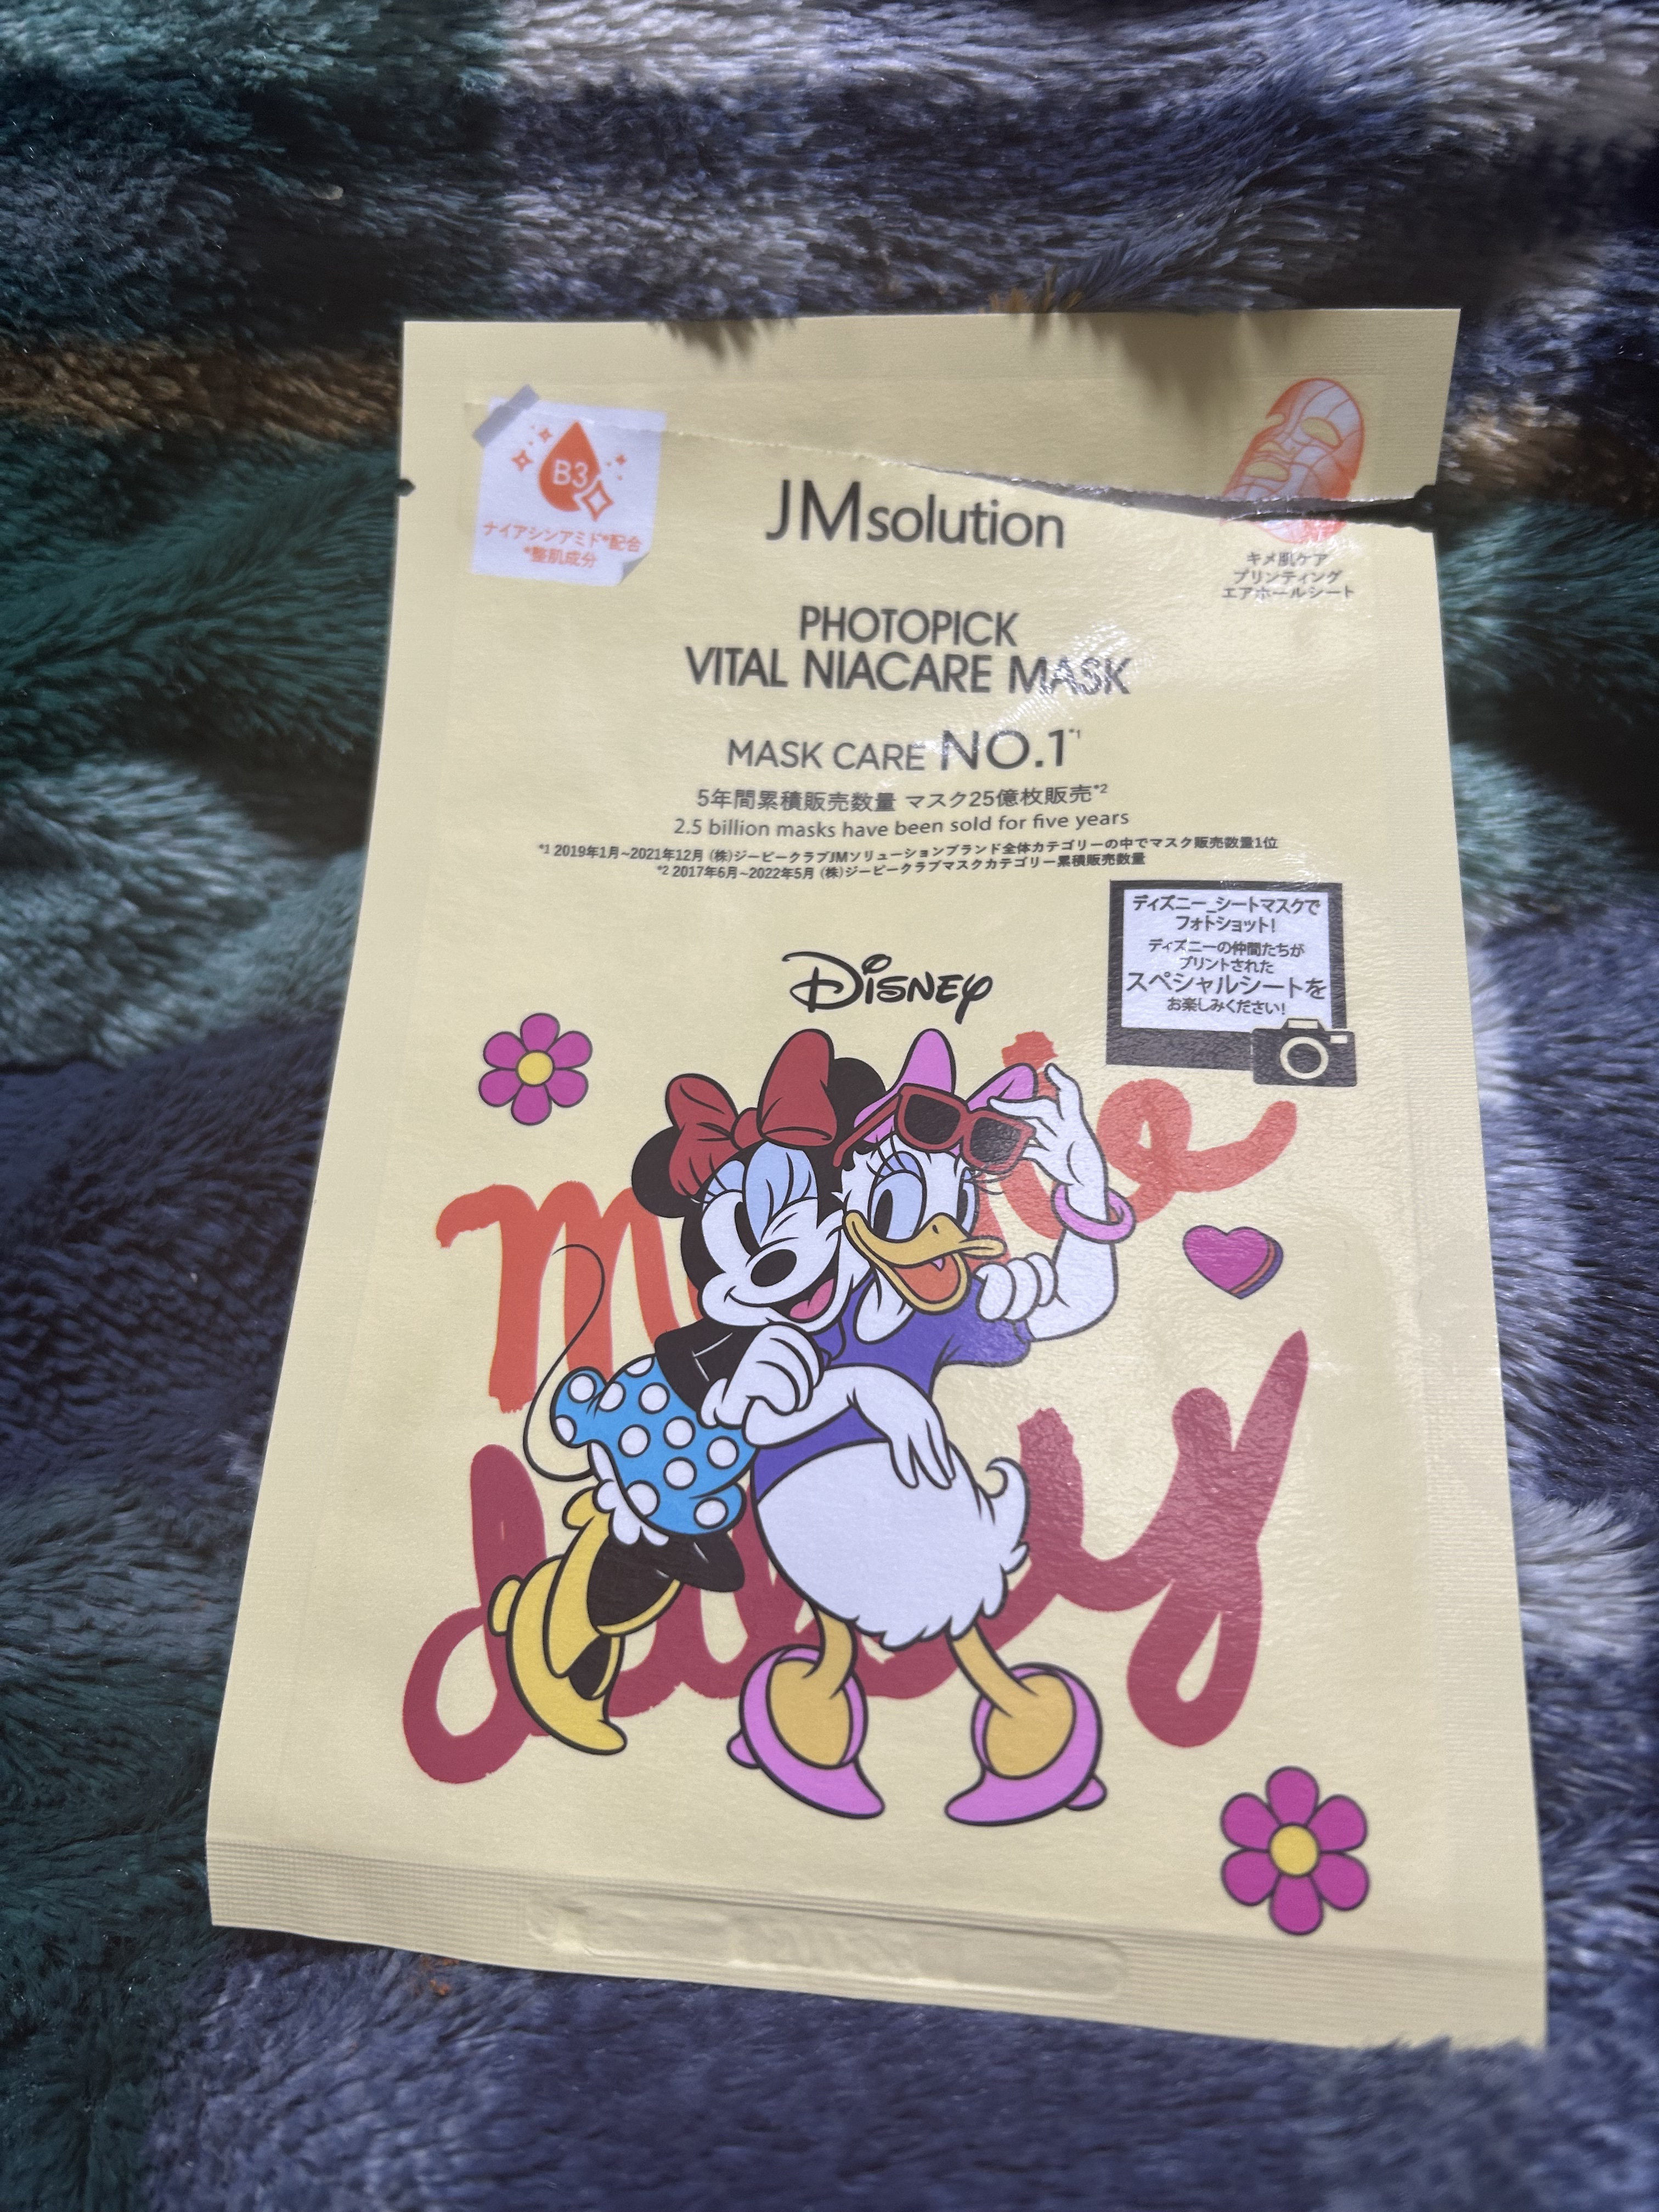 B3
ナイアシンアミド*配合
*整肌成分
JMsolution
キメ肌ケア
プリンティング
エアホールシート
PHOTOPICK
VITAL NIACARE MASK
MASK CARE NO.1*1
5年間累積販売数量 マスク25億枚販売*2
2.5 billion masks have been sold for five years
*1 2019年1月~2021年12月 (株)ジーピークラブJMソリューションブランド全体カテゴリーの中でマスク販売数量1位
*2 2017年6月~2022年5月 (株)ジーピークラブマスクカテゴリー累積販売数量
ディズニー_シートマスクで
フォトショット!
ディズニーの仲間たちが
プリントされた
スペシャルシートを
お楽しみください!
Disney